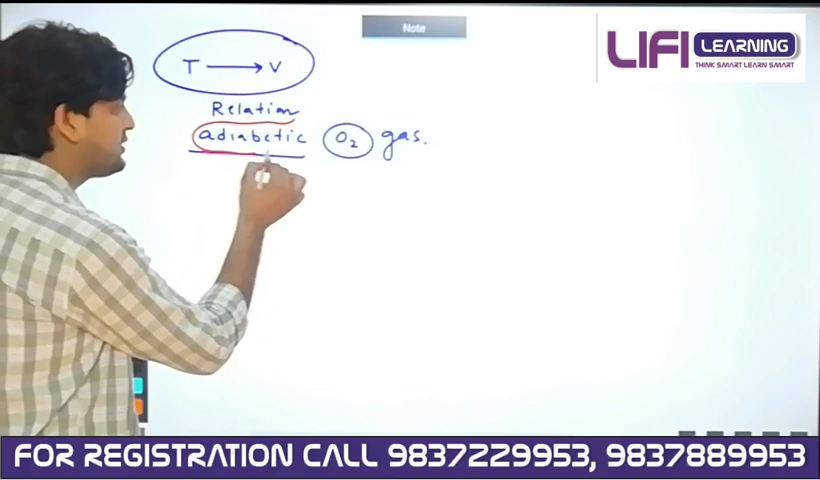 Note
LIFI LEARNING
THINK SMART LEARN SMART
T → V
Relation
adiabetic O₂ gas.
FOR REGISTRATION CALL 9837229953, 9837889953